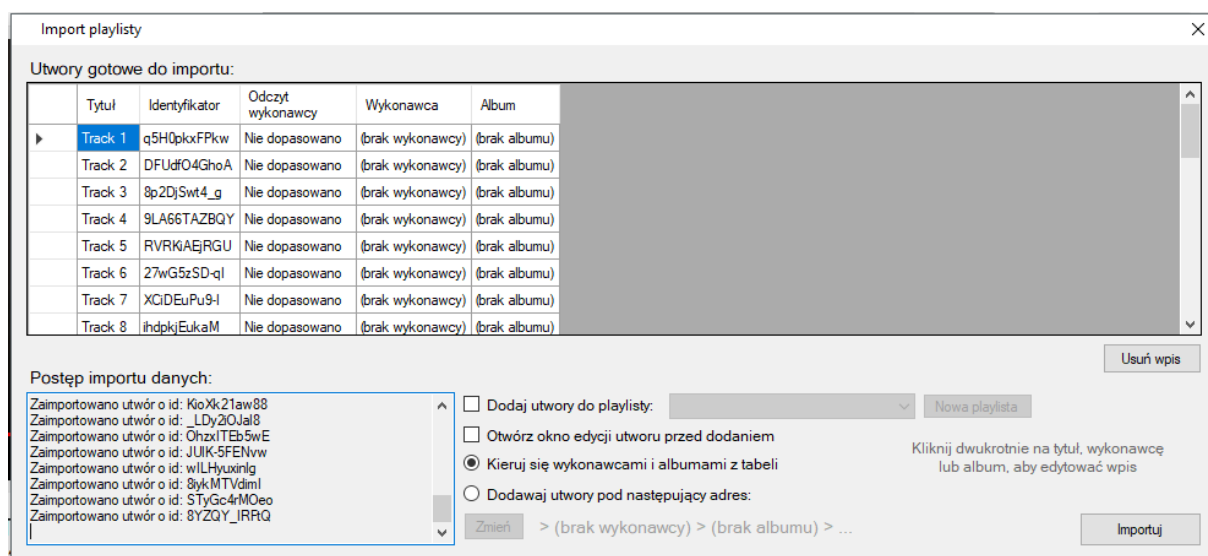 Import playlisty
Utwory gotowe do importu:
Tytuł Identyfikator Odczyt wykonawcy Wykonawca Album
Track 1 q5H0pkxFPkw Nie dopasowano (brak wykonawcy) (brak albumu)
Track 2 DFUdfO4GhoA Nie dopasowano (brak wykonawcy) (brak albumu)
Track 3 8p2DjSwt4_g Nie dopasowano (brak wykonawcy) (brak albumu)
Track 4 9LA66TAZBQY Nie dopasowano (brak wykonawcy) (brak albumu)
Track 5 RVRKiAEjRGU Nie dopasowano (brak wykonawcy) (brak albumu)
Track 6 27wG5zSD-qI Nie dopasowano (brak wykonawcy) (brak albumu)
Track 7 XCiDEuPu9-I Nie dopasowano (brak wykonawcy) (brak albumu)
Track 8 ihdpkjEukaM Nie dopasowano (brak wykonawcy) (brak albumu)
Usuń wpis
Postęp importu danych:
Zaimportowano utwór o id: KioXk21aw88
Zaimportowano utwór o id: _LDy2iOJaI8
Zaimportowano utwór o id: OhzxITEb5wE
Zaimportowano utwór o id: JUIK-5FENvw
Zaimportowano utwór o id: wILHyuxinlg
Zaimportowano utwór o id: 8iykMTVdimI
Zaimportowano utwór o id: STyGc4rMOeo
Zaimportowano utwór o id: 8YZQY_IRFtQ
Dodaj utwory do playlisty: Nowa playlista
Otwórz okno edycji utworu przed dodaniem
Kieruj się wykonawcami i albumami z tabeli
Dodawaj utwory pod następujący adres:
Zmień > (brak wykonawcy) > (brak albumu) > ...
Kliknij dwukrotnie na tytuł, wykonawcę
lub album, aby edytować wpis
Importuj